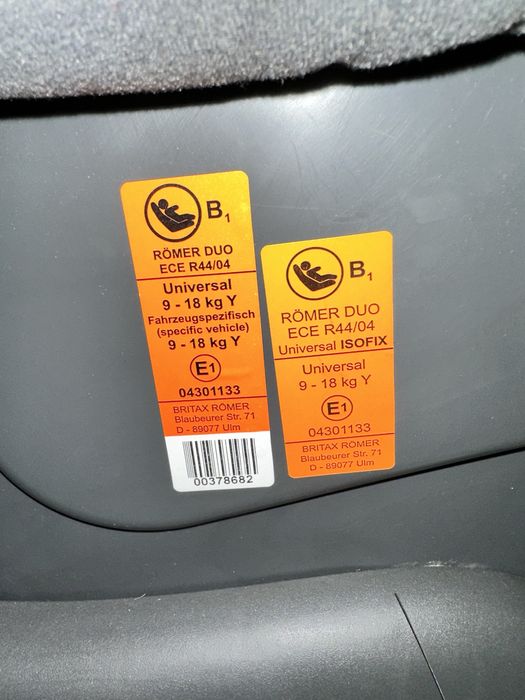 B1
RÖMER DUO
ECE R44/04
Universal
9 - 18 kg Y
Fahrzeugspezifisch
(specific vehicle)
9 - 18 kg Y
E1
04301133
BRITAX RÖMER
Blaubeurer Str. 71
D - 89077 Ulm
00378682
B1
RÖMER DUO
ECE R44/04
Universal ISOFIX
Universal
9 - 18 kg Y
E1
04301133
BRITAX RÖMER
Blaubeurer Str. 71
D - 89077 Ulm